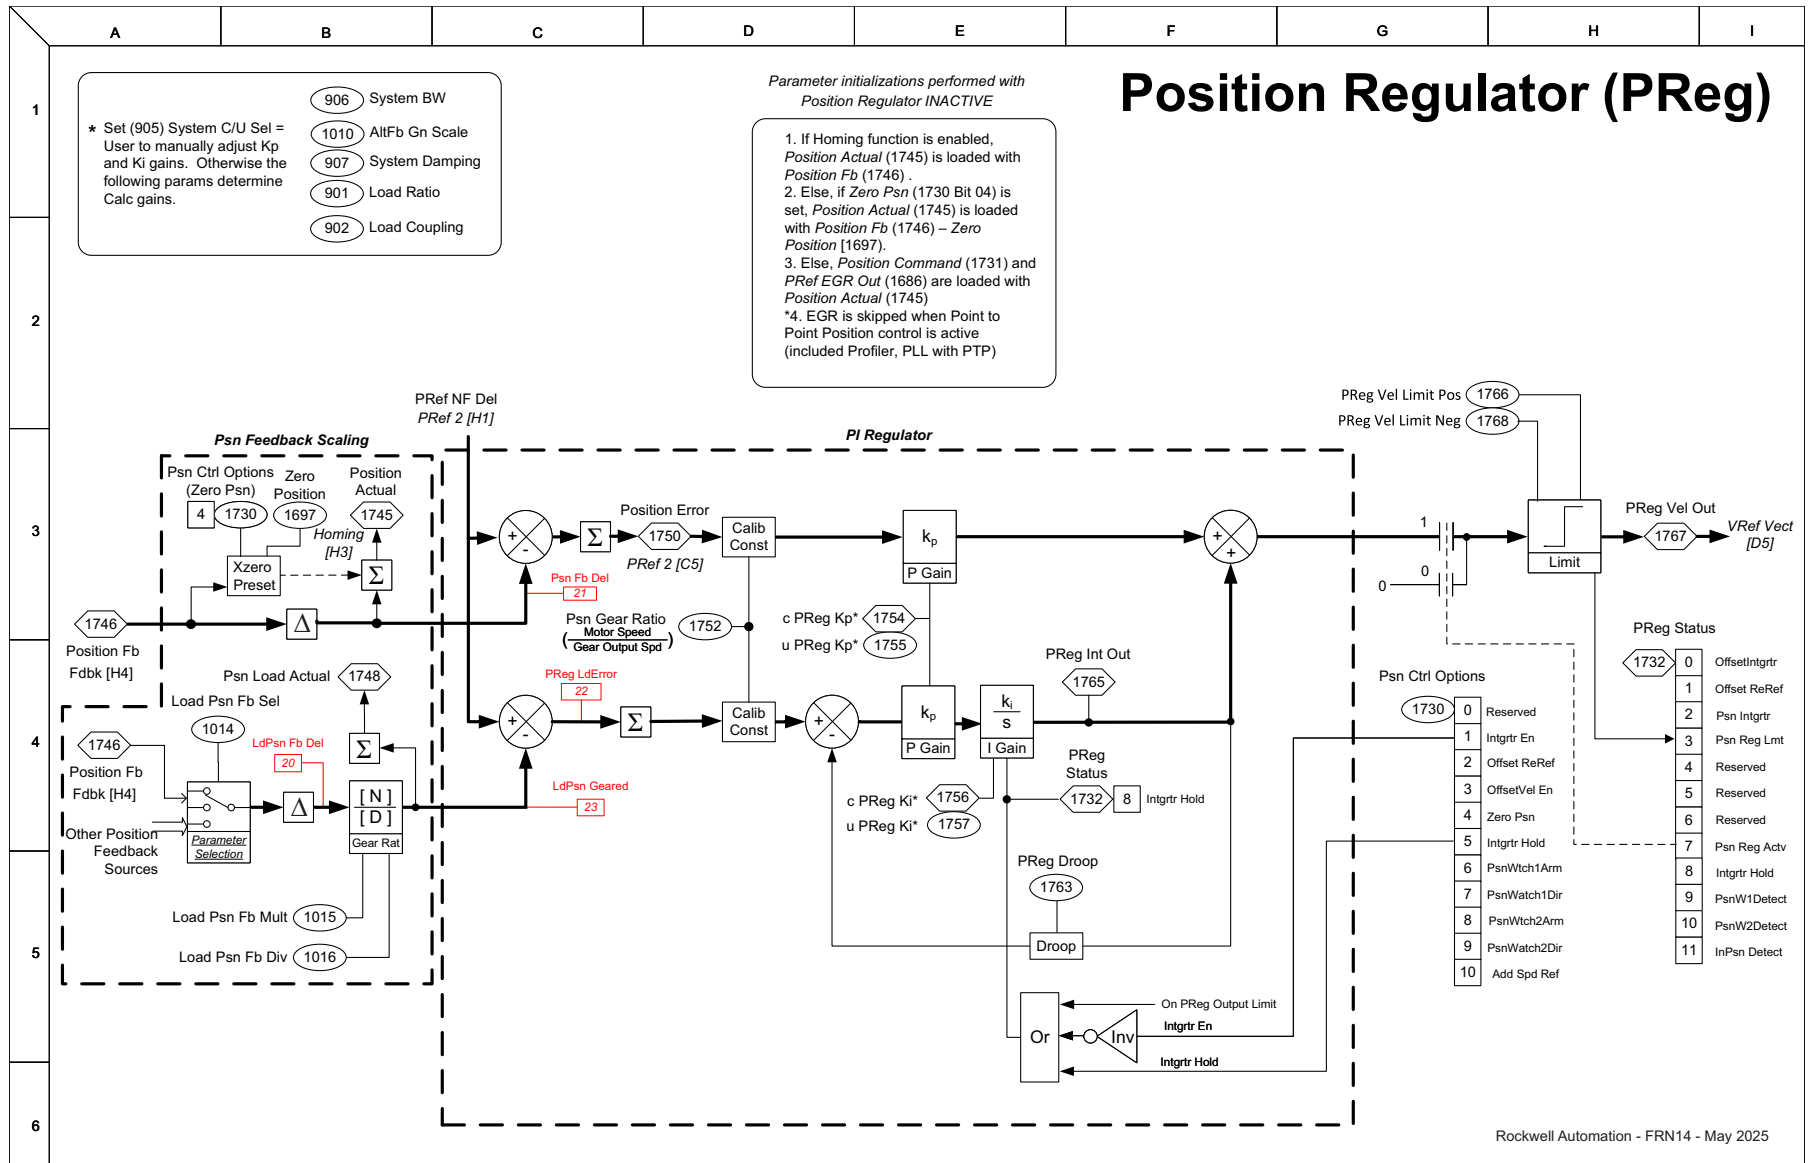 A B C D E F G H I
1
2
3
4
5
6
Position Regulator (PReg)
* Set (905) System C/U Sel =
User to manually adjust Kp
and Ki gains.  Otherwise the
following params determine
Calc gains.
906 System BW
1010 AltFb Gn Scale
907 System Damping
901 Load Ratio
902 Load Coupling
Parameter initializations performed with
Position Regulator INACTIVE
1. If Homing function is enabled,
Position Actual (1745) is loaded with
Position Fb (1746) .
2. Else, if Zero Psn (1730 Bit 04) is
set, Position Actual (1745) is loaded
with Position Fb (1746) – Zero
Position [1697).
3. Else, Position Command (1731) and
PRef EGR Out (1686) are loaded with
Position Actual (1745)
*4. EGR is skipped when Point to
Point Position control is active
(included Profiler, PLL with PTP)
PRef NF Del
PRef 2 [H1]
Psn Feedback Scaling
Psn Ctrl Options
(Zero Psn)
4 1730
Zero
Position
1697
Position
Actual
1745
Homing
[H3]
Xzero
Preset
Σ
1746
Position Fb
Fdbk [H4]
Δ
Psn Load Actual 1748
Load Psn Fb Sel
1014
1746
Position Fb
Fdbk [H4]
LdPsn Fb Del
20
Σ
Δ
[ N ]
[ D ]
Gear Rat
Other Position
Feedback
Sources
Parameter
Selection
Load Psn Fb Mult 1015
Load Psn Fb Div 1016
PI Regulator
+
-
Σ
Position Error
1750
PRef 2 [C5]
Calib
Const
kp
P Gain
+
+
Psn Fb Del
21
Psn Gear Ratio
( Motor Speed
Gear Output Spd )
1752
c PReg Kp* 1754
u PReg Kp* 1755
PReg LdError
22
+
-
Σ
Calib
Const
+
-
kp
P Gain
ki
s
I Gain
PReg Int Out
1765
LdPsn Geared
23
PReg
Status
1732 8 Intgrtr Hold
c PReg Ki* 1756
u PReg Ki* 1757
PReg Droop
1763
Droop
Or
On PReg Output Limit
Inv
Intgrtr En
Intgrtr Hold
PReg Vel Limit Pos 1766
PReg Vel Limit Neg 1768
1
0
0
Limit
PReg Vel Out
1767
VRef Vect
[D5]
Psn Ctrl Options
1730
0 Reserved
1 Intgrtr En
2 Offset ReRef
3 OffsetVel En
4 Zero Psn
5 Intgrtr Hold
6 PsnWtch1Arm
7 PsnWatch1Dir
8 PsnWtch2Arm
9 PsnWatch2Dir
10 Add Spd Ref
PReg Status
1732
0 OffsetIntgrtr
1 Offset ReRef
2 Psn Intgrtr
3 Psn Reg Lmt
4 Reserved
5 Reserved
6 Reserved
7 Psn Reg Actv
8 Intgrtr Hold
9 PsnW1Detect
10 PsnW2Detect
11 InPsn Detect
Rockwell Automation - FRN14 - May 2025